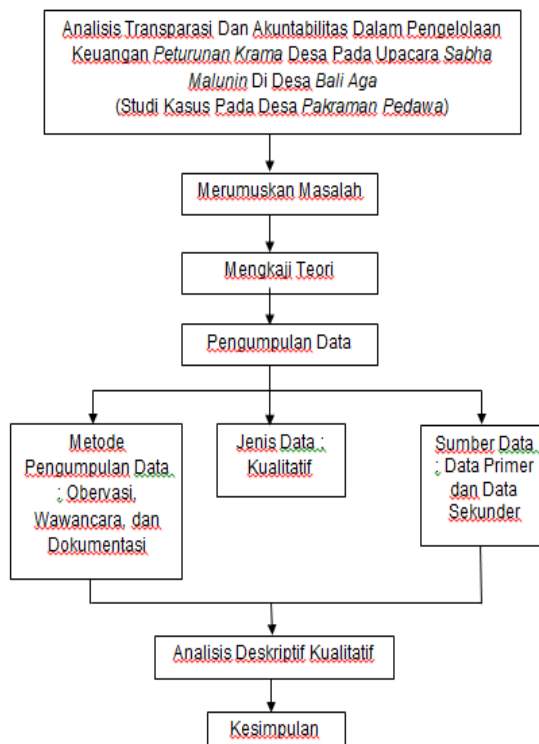 Analisis Transparasi Dan Akuntabilitas Dalam Pengelolaan
Keuangan Peturunan Krama Desa Pada Upacara Sabha
Malunin Di Desa Bali Aga
(Studi Kasus Pada Desa Pakraman Pedawa)
Merumuskan Masalah
Mengkaji Teori
Pengumpulan Data
Metode
Pengumpulan Data
: Obervasi,
Wawancara, dan
Dokumentasi
Jenis Data :
Kualitatif
Sumber Data
: Data Primer
dan Data
Sekunder
Analisis Deskriptif Kualitatif
Kesimpulan